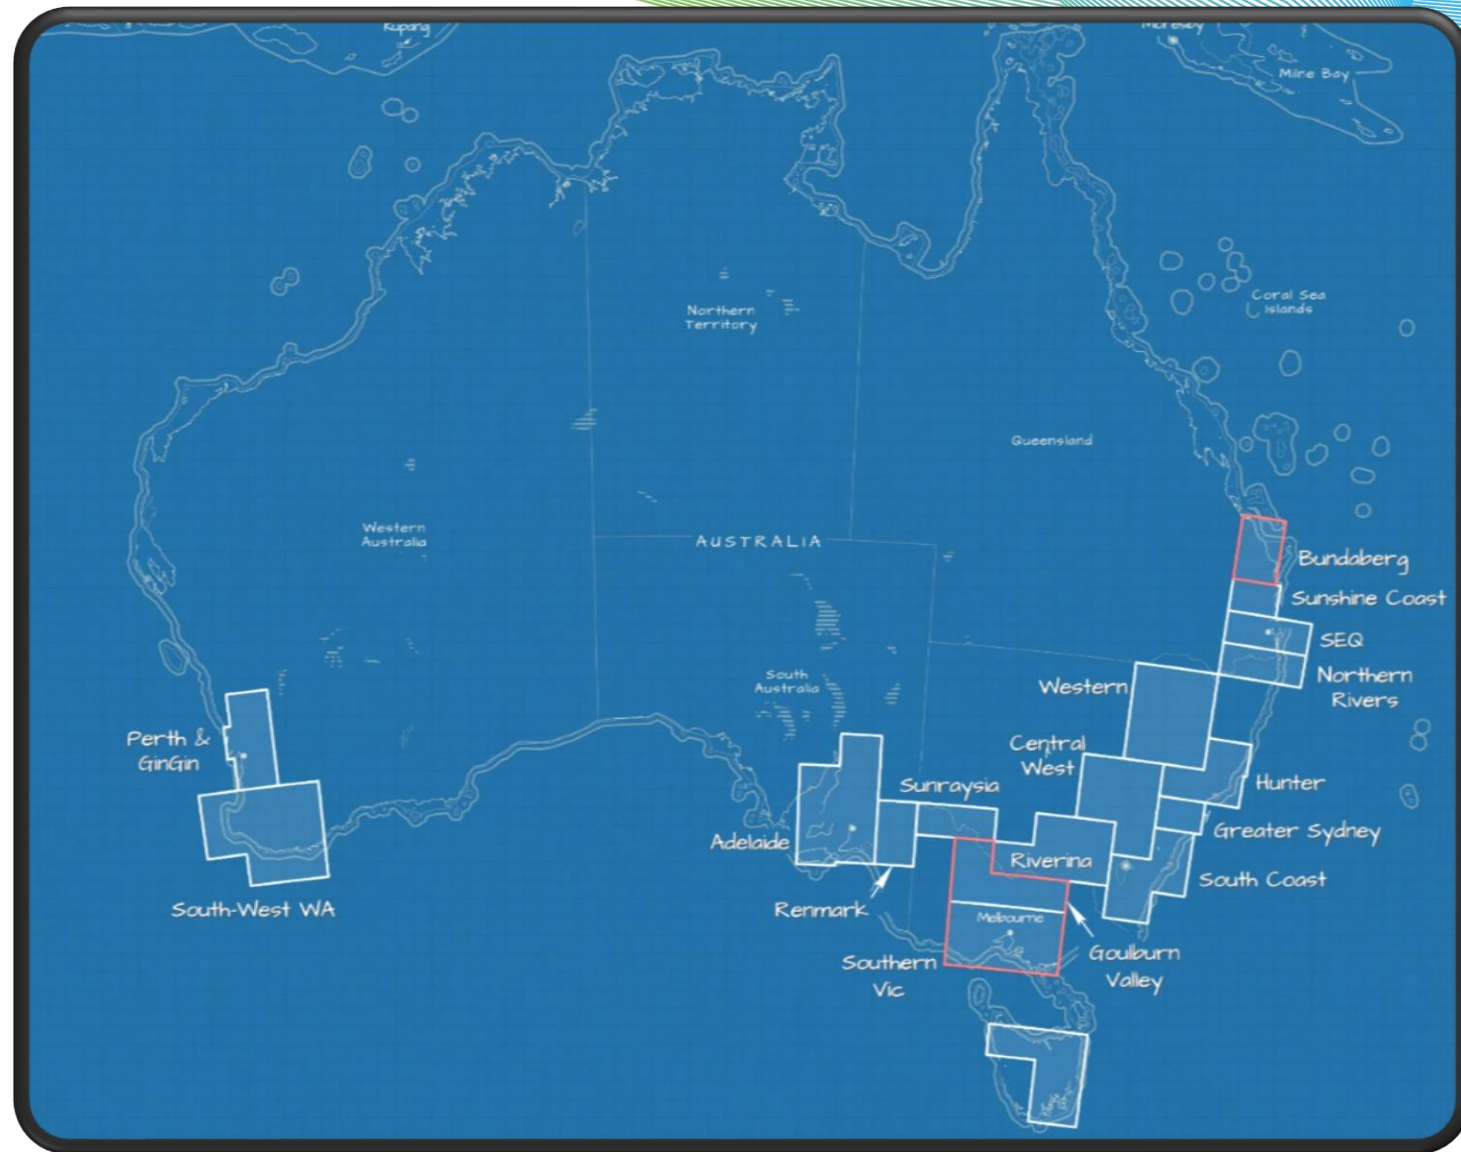 Kupang
Moresby
Milne Bay
Coral Sea
Islands
Northern
Territory
Queensland
Western
Australia
AUSTRALIA
Bundaberg
Sunshine Coast
SEQ
Northern
Rivers
South
Australia
Western
Perth &
GinGin
Central
West
Sunraysia
Hunter
Greater Sydney
Adelaide
Riverina
South Coast
Renmark
South-West WA
Melbourne
Goulburn
Valley
Southern
Vic